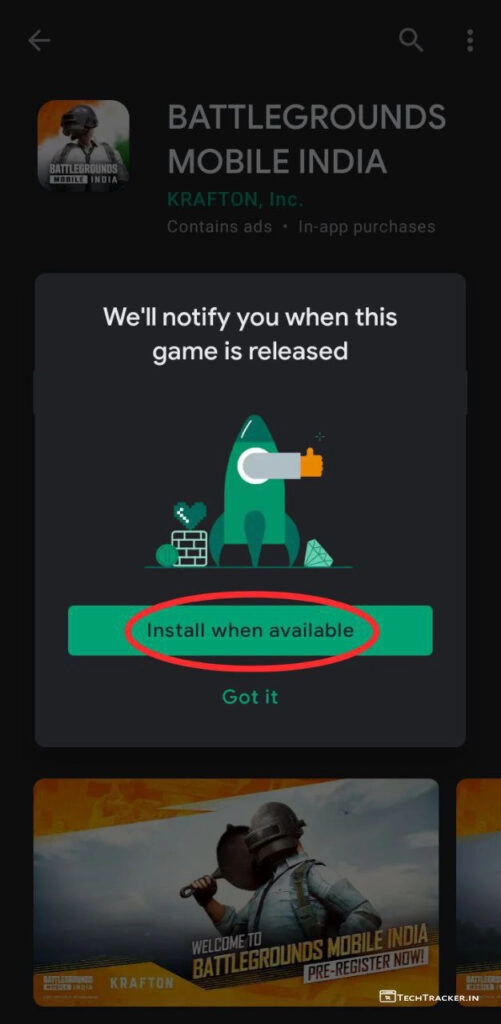 BATTLEGROUNDS
MOBILE INDIA
BATTLEGROUNDS
MOBILE INDIA
KRAFTON, Inc.
Contains ads • In-app purchases
We'll notify you when this
game is released
Install when available
Got it
WELCOME TO
BATTLEGROUNDS MOBILE INDIA
PRE-REGISTER NOW!
BATTLEGROUNDS
MOBILE INDIA
KRAFTON
TECHTRACKER.IN